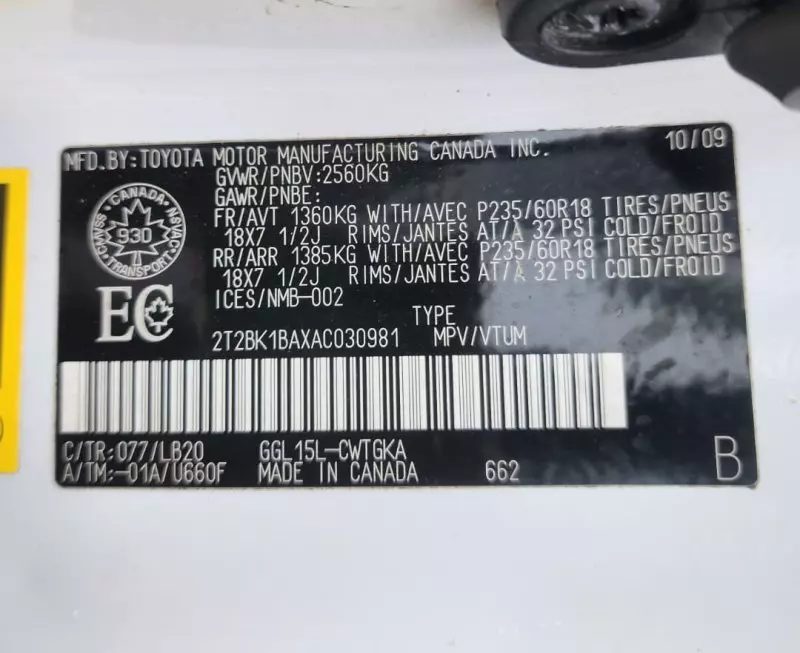 MFD.BY:TOYOTA MOTOR MANUFACTURING CANADA INC. 10/09
GVWR/PNBV:2560KG
GAWR/PNBE:
FR/AVT 1360KG WITH/AVEC P235/60R18 TIRES/PNEUS
18X7 1/2J RIMS/JANTES AT/A 32 PSI COLD/FROID
RR/ARR 1385KG WITH/AVEC P235/60R18 TIRES/PNEUS
18X7 1/2J RIMS/JANTES AT/À 32 PSI COLD/FROID
ICES/NMB-002
CANADA
CMVSS
930
NSVAC
TRANSPORT
EC
TYPE
2T2BK1BAXAC030981 MPV/VTUM
C/TR:077/LB20 GGL15L-CWTGKA
A/TM:-01A/U660F MADE IN CANADA 662 B